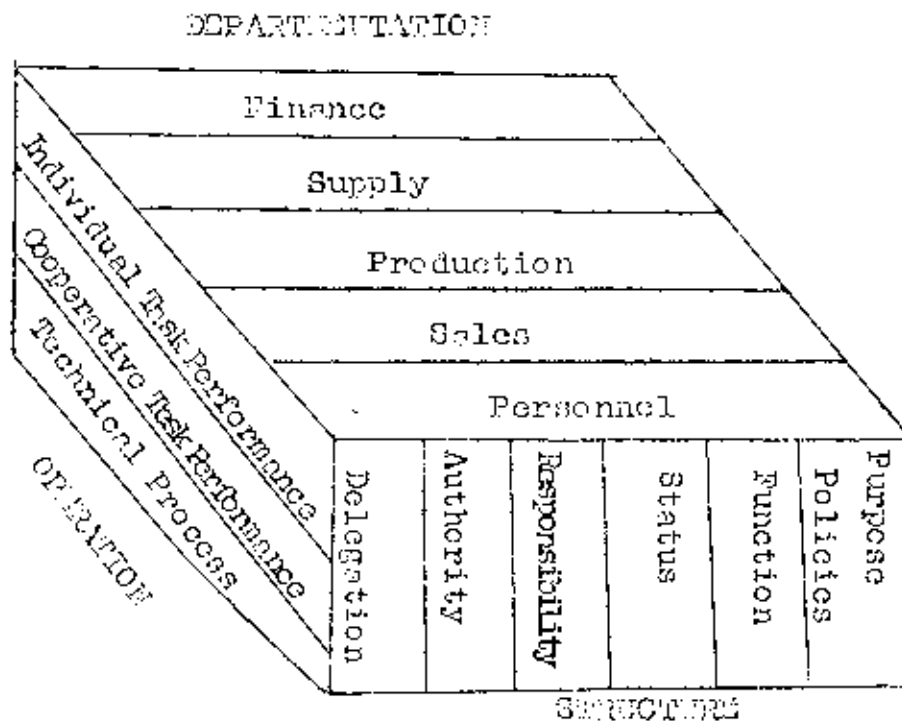 DEPARTMENTATION
Finance
Supply
Production
Sales
Personnel
Individual Task Performance
Cooperative Task Performance
Technical Process
OPERATION
Delegation
Authority
Responsibility
Status
Function
Policies
Purpose
STRUCTURE